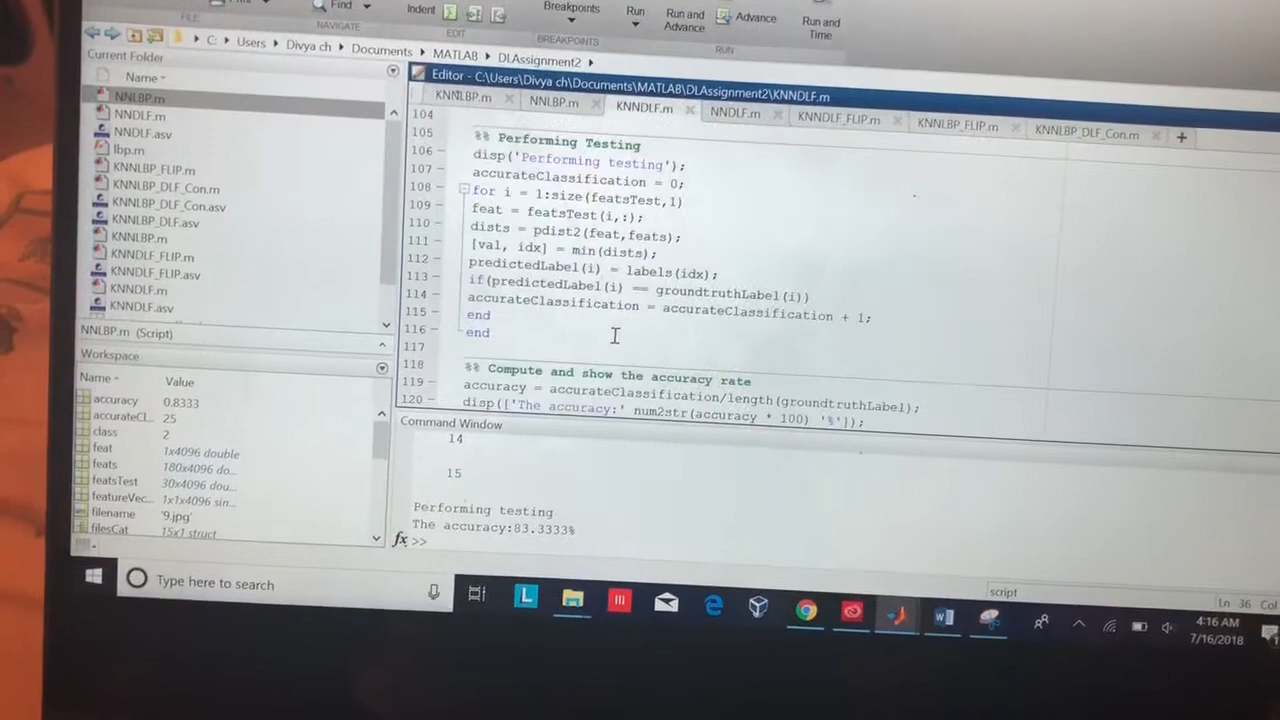 Find
Indent
Breakpoints
Run
Run and
Advance
Advance
Run and
Time
FILE
NAVIGATE
EDIT
BREAKPOINTS
RUN
C: Users Divya ch Documents MATLAB DLAssignment2
Current Folder
Name
NNLBP.m
NNDLF.m
NNDLF.asv
lbp.m
KNNLBP_FLIP.m
KNNLBP_DLF_Con.m
KNNLBP_DLF_Con.asv
KNNLBP_DLF.asv
KNNLBP.m
KNNDLF_FLIP.m
KNNDLF_FLIP.asv
KNNDLF.m
KNNDLF.asv
NNLBP.m (Script)
Workspace
Name Value
accuracy 0.8333
accurateCl... 25
class 2
feat 1x4096 double
feats 180x4096 do...
featsTest 30x4096 dou...
featureVec... 1x1x4096 sin...
filename '9.jpg'
filesCat 15x1 struct
Editor - C:\Users\Divya ch\Documents\MATLAB\DLAssignment2\KNNDLF.m
KNNLBP.m NNLBP.m KNNDLF.m NNDLF.m KNNDLF_FLIP.m KNNLBP_FLIP.m KNNLBP_DLF_Con.m
104
105 %% Performing Testing
106 disp('Performing testing');
107 accurateClassification = 0;
108 for i = 1:size(featsTest,1)
109 feat = featsTest(i,:);
110 dists = pdist2(feat,feats);
111 [val, idx] = min(dists);
112 predictedLabel(i) = labels(idx);
113 if(predictedLabel(i) == groundtruthLabel(i))
114 accurateClassification = accurateClassification + 1;
115 end
116 end
117
118 %% Compute and show the accuracy rate
119 accuracy = accurateClassification/length(groundtruthLabel);
120 disp(['The accuracy:' num2str(accuracy * 100) '%']);
Command Window
14
15
Performing testing
The accuracy:83.3333%
fx >>
script
Ln 36 Col
Type here to search
4:16 AM
7/16/2018